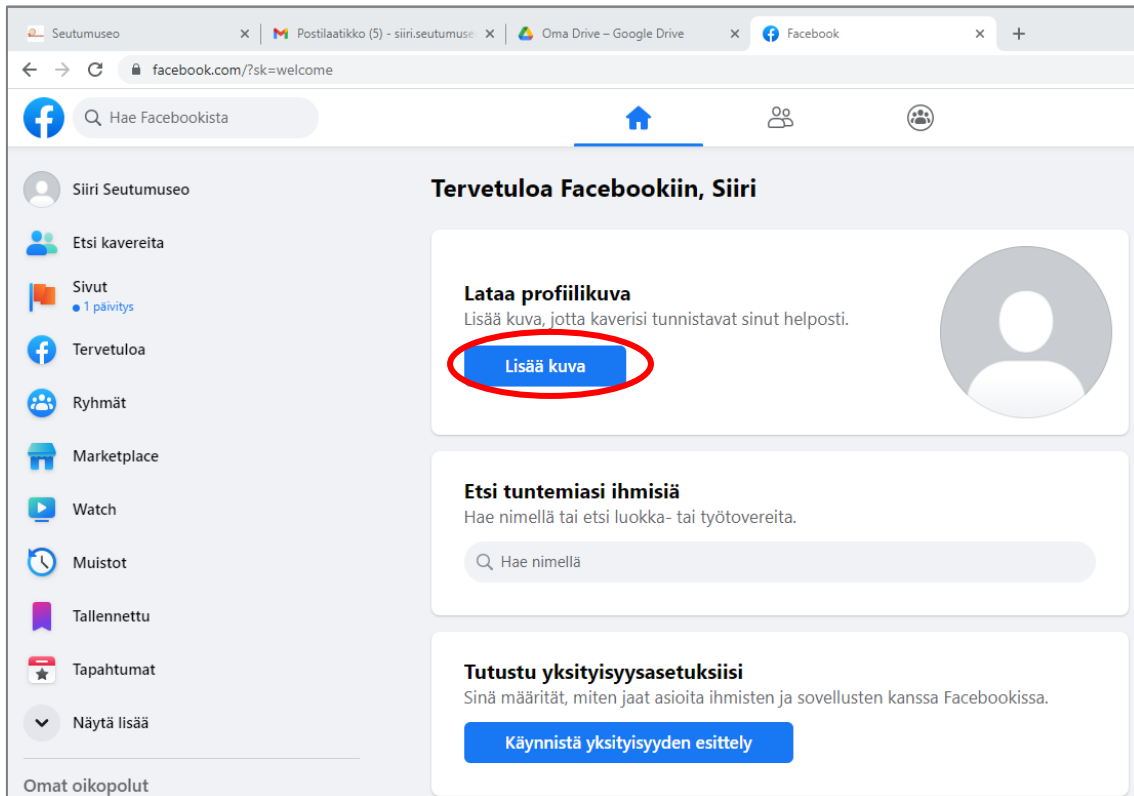 Seutumuseo
Postilaatikko (5) - siiri.seutumuse
Oma Drive – Google Drive
Facebook
facebook.com/?sk=welcome
Hae Facebookista
Siiri Seutumuseo
Etsi kavereita
Sivut
1 päivitys
Tervetuloa
Ryhmät
Marketplace
Watch
Muistot
Tallennettu
Tapahtumat
Näytä lisää
Omat oikopolut
Tervetuloa Facebookiin, Siiri
Lataa profiilikuva
Lisää kuva, jotta kaverisi tunnistavat sinut helposti.
Lisää kuva
Etsi tuntemiasi ihmisiä
Hae nimellä tai etsi luokka- tai työtovereita.
Hae nimellä
Tutustu yksityisyysasetuksiisi
Sinä määrität, miten jaat asioita ihmisten ja sovellusten kanssa Facebookissa.
Käynnistä yksityisyyden esittely